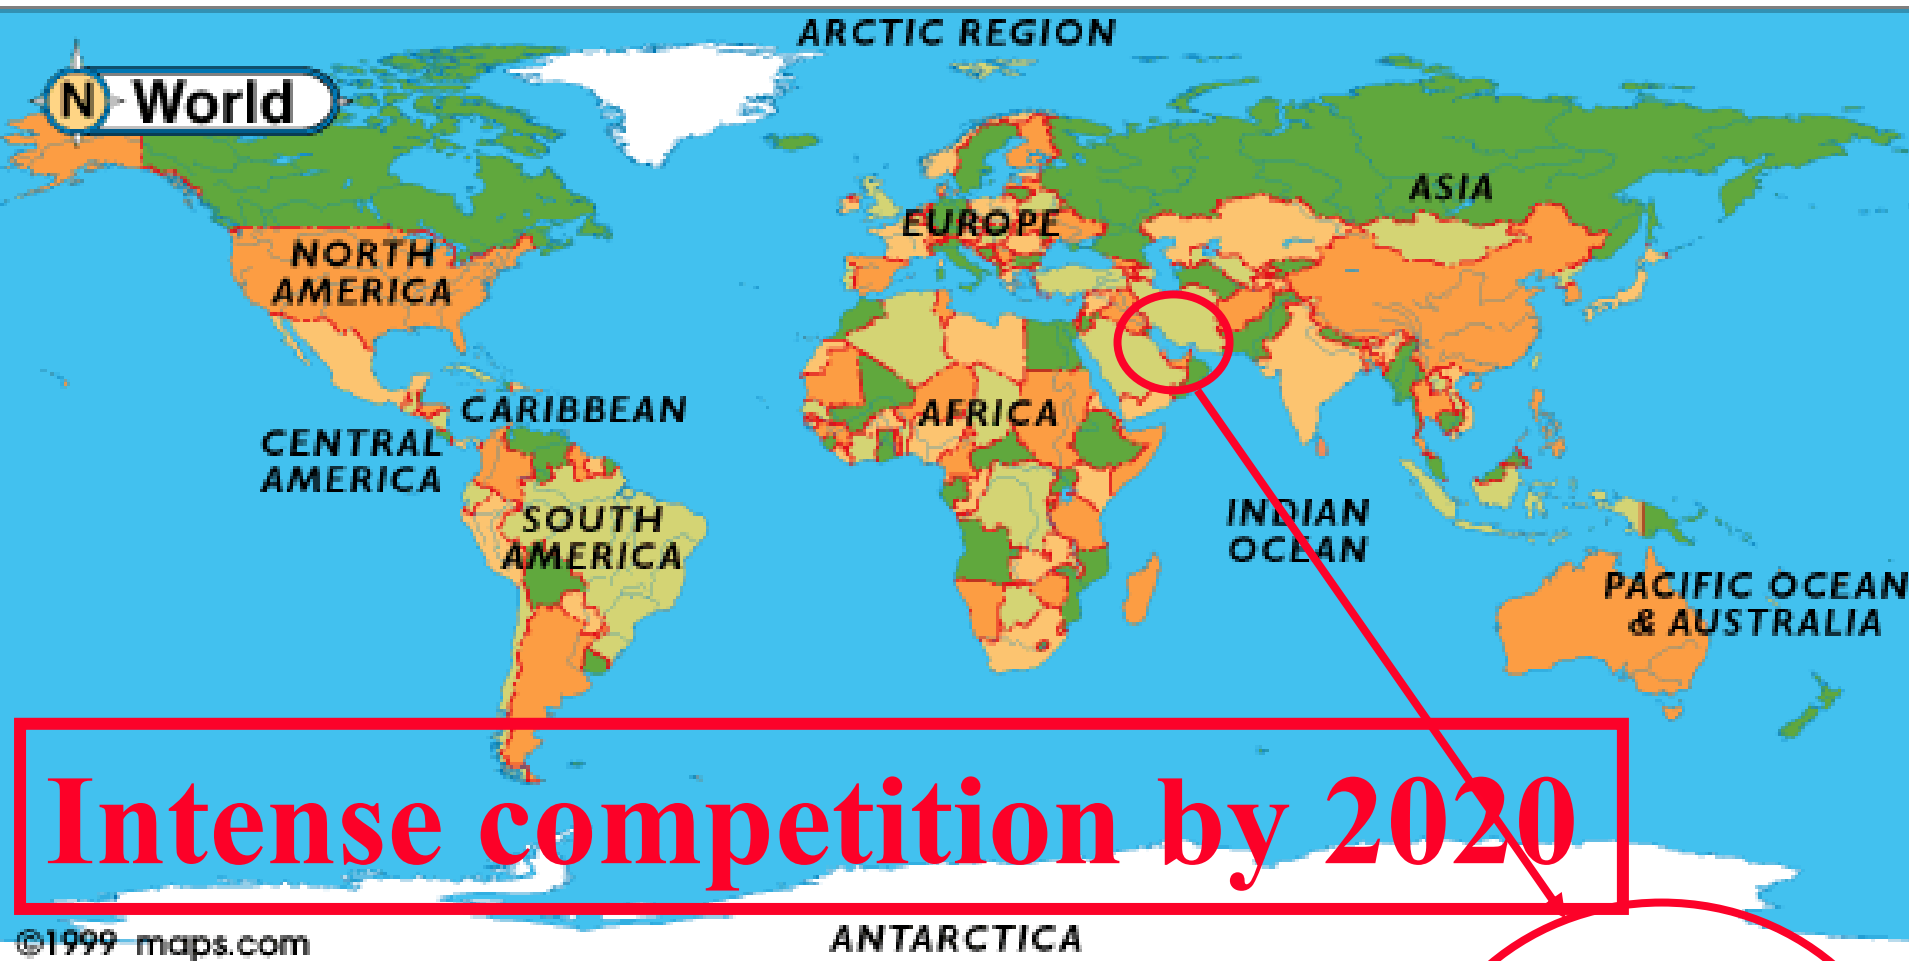 ARCTIC REGION
N World
ASIA
EUROPE
NORTH
AMERICA
CARIBBEAN
AFRICA
CENTRAL
AMERICA
INDIAN
OCEAN
SOUTH
AMERICA
PACIFIC OCEAN
& AUSTRALIA
Intense competition by 2020
©1999 maps.com
ANTARCTICA